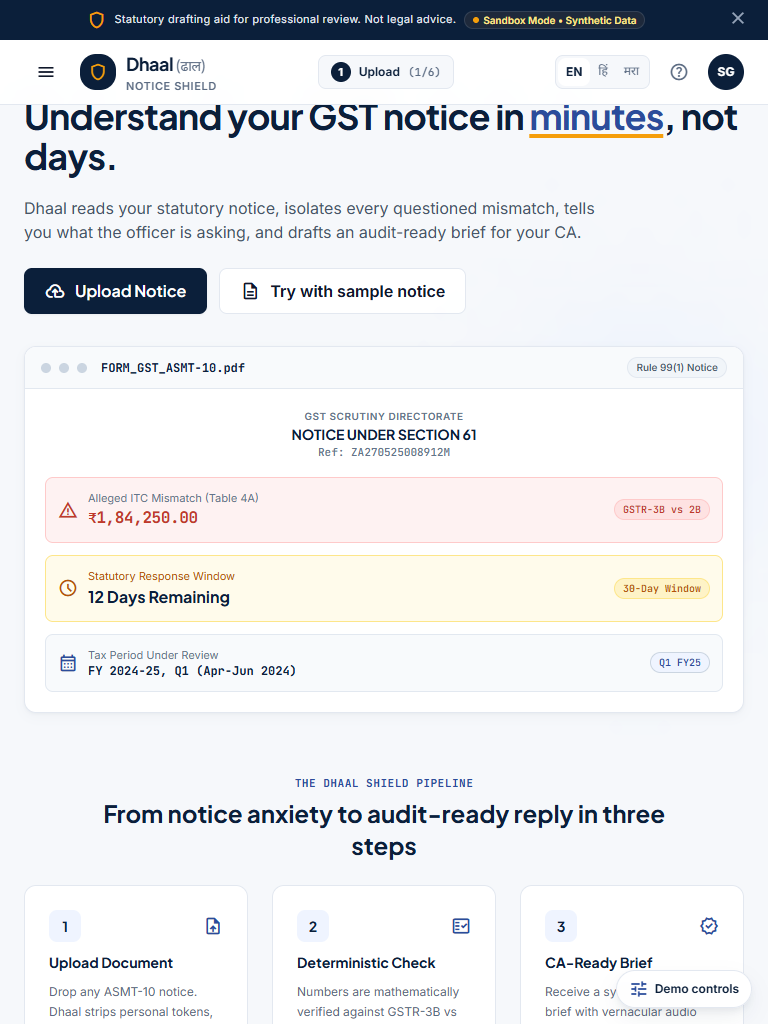 Statutory drafting aid for professional review. Not legal advice. Sandbox Mode • Synthetic Data
Dhaal (ढाल)
NOTICE SHIELD
1 Upload (1/6)
EN हिं मरा
SG
Understand your GST notice in minutes, not
days.
Dhaal reads your statutory notice, isolates every questioned mismatch, tells
you what the officer is asking, and drafts an audit-ready brief for your CA.
Upload Notice
Try with sample notice
FORM_GST_ASMT-10.pdf
Rule 99(1) Notice
GST SCRUTINY DIRECTORATE
NOTICE UNDER SECTION 61
Ref: ZA270525008912M
Alleged ITC Mismatch (Table 4A)
₹1,84,250.00
GSTR-3B vs 2B
Statutory Response Window
12 Days Remaining
30-Day Window
Tax Period Under Review
FY 2024-25, Q1 (Apr-Jun 2024)
Q1 FY25
THE DHAAL SHIELD PIPELINE
From notice anxiety to audit-ready reply in three
steps
1
Upload Document
Drop any ASMT-10 notice.
Dhaal strips personal tokens,
2
Deterministic Check
Numbers are mathematically
verified against GSTR-3B vs
3
CA-Ready Brief
Receive a
brief with vernacular audio
Demo controls